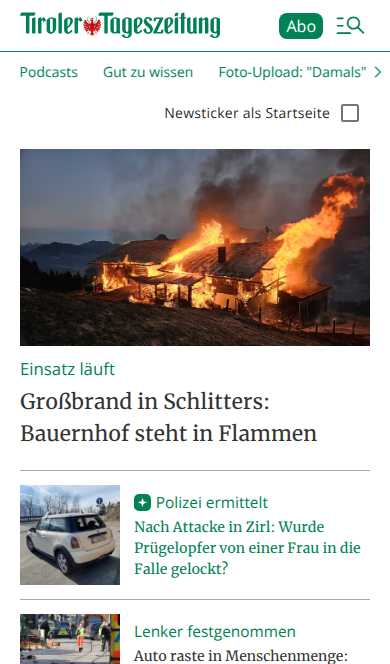 Tiroler Tageszeitung
Abo
Podcasts Gut zu wissen Foto-Upload: "Damals"
Newsticker als Startseite
Einsatz läuft
Großbrand in Schlitters:
Bauernhof steht in Flammen
Polizei ermittelt
Nach Attacke in Zirl: Wurde
Prügelopfer von einer Frau in die
Falle gelockt?
Lenker festgenommen
Auto raste in Menschenmenge: